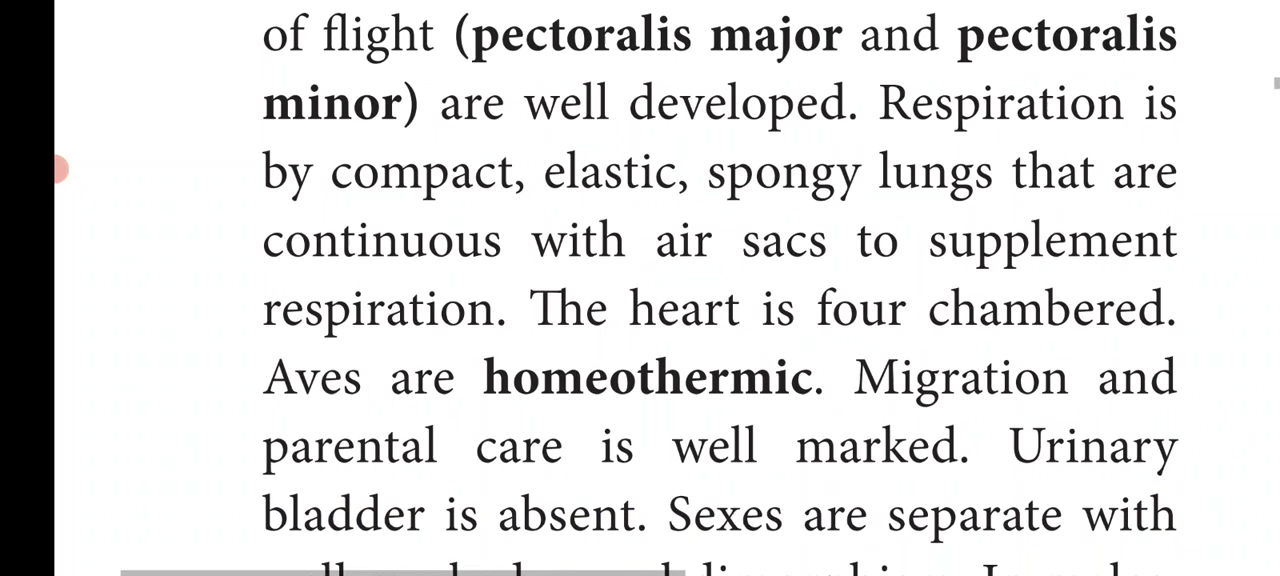 of flight (pectoralis major and pectoralis
minor) are well developed. Respiration is
by compact, elastic, spongy lungs that are
continuous with air sacs to supplement
respiration. The heart is four chambered.
Aves are homeothermic. Migration and
parental care is well marked. Urinary
bladder is absent. Sexes are separate with